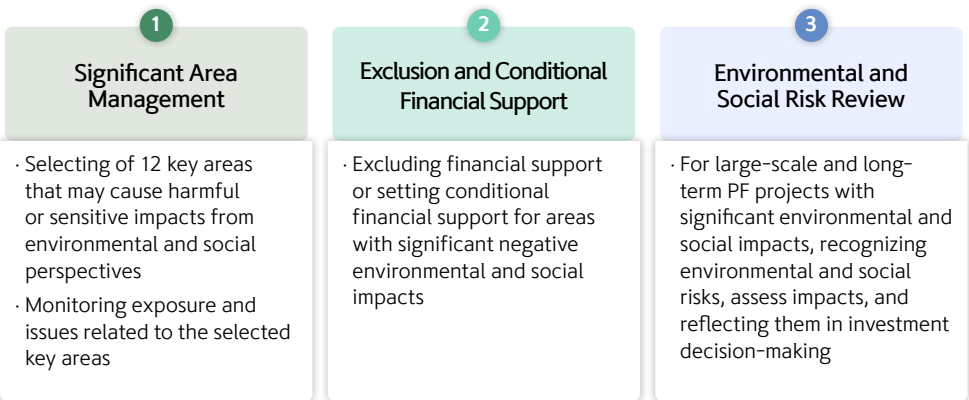 1
Significant Area
Management
· Selecting of 12 key areas
that may cause harmful
or sensitive impacts from
environmental and social
perspectives
· Monitoring exposure and
issues related to the selected
key areas
2
Exclusion and Conditional
Financial Support
· Excluding financial support
or setting conditional
financial support for areas
with significant negative
environmental and social
impacts
3
Environmental and
Social Risk Review
· For large-scale and long-
term PF projects with
significant environmental and
social impacts, recognizing
environmental and social
risks, assess impacts, and
reflecting them in investment
decision-making